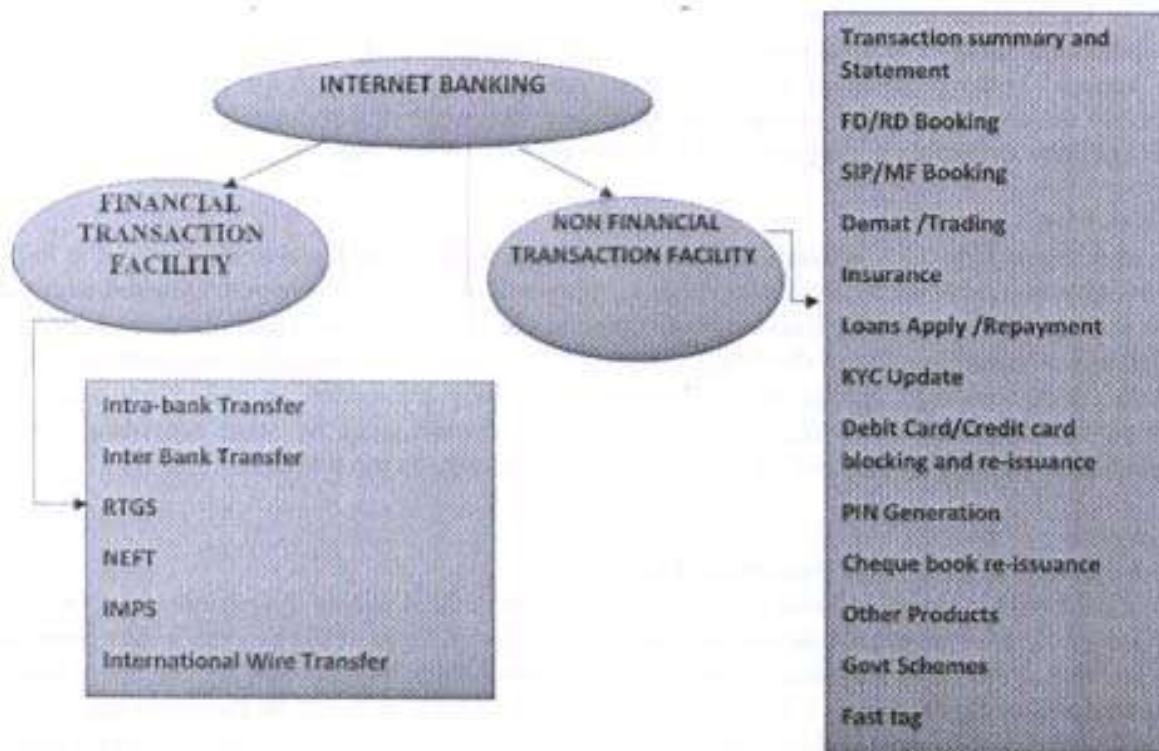 INTERNET BANKING
FINANCIAL
TRANSACTION
FACILITY
NON FINANCIAL
TRANSACTION FACILITY
Intra-bank Transfer
Inter Bank Transfer
RTGS
NEFT
IMPS
International Wire Transfer
Transaction summary and
Statement
FD/RD Booking
SIP/MF Booking
Demat /Trading
Insurance
Loans Apply /Repayment
KYC Update
Debit Card/Credit card
blocking and re-issuance
PIN Generation
Cheque book re-issuance
Other Products
Govt Schemes
Fast tag